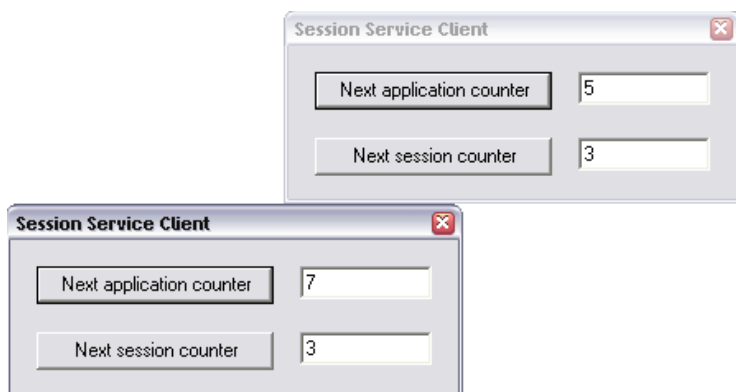 Session Service Client
Next application counter 5
Next session counter 3
Session Service Client
Next application counter 7
Next session counter 3